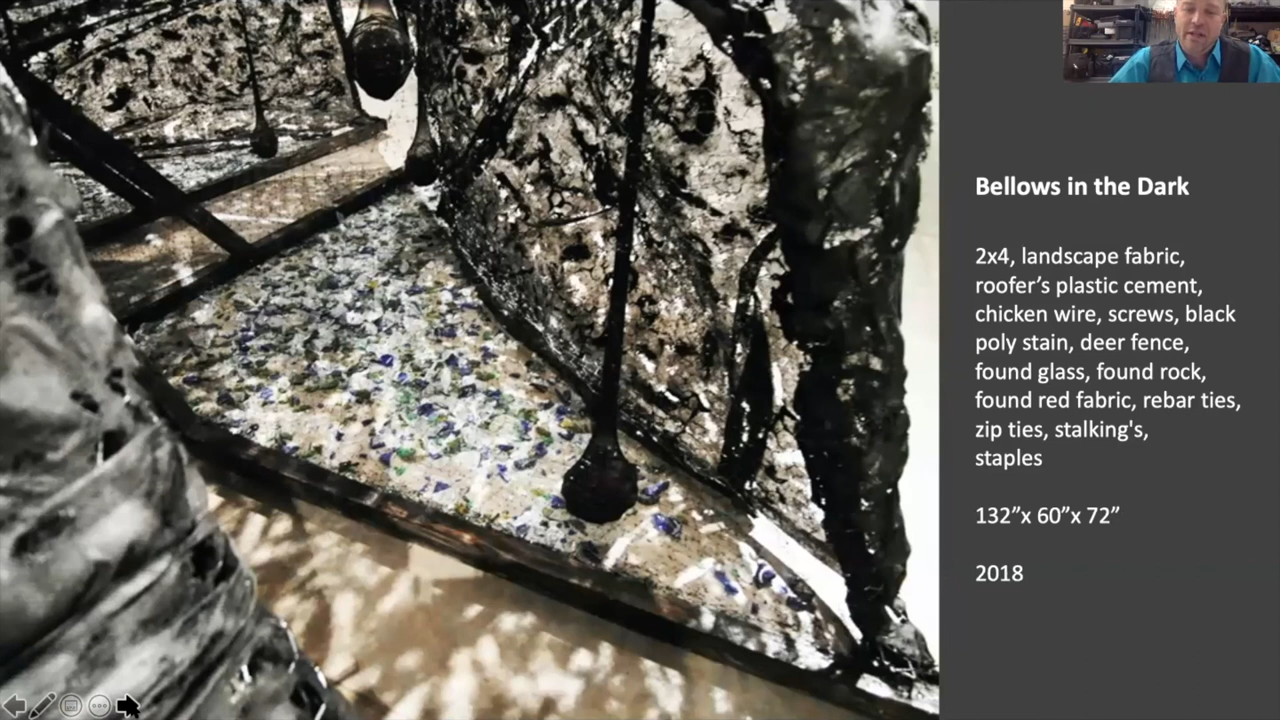 Bellows in the Dark
2x4, landscape fabric,
roofer’s plastic cement,
chicken wire, screws, black
poly stain, deer fence,
found glass, found rock,
found red fabric, rebar ties,
zip ties, stalking's,
staples
132”x 60”x 72”
2018